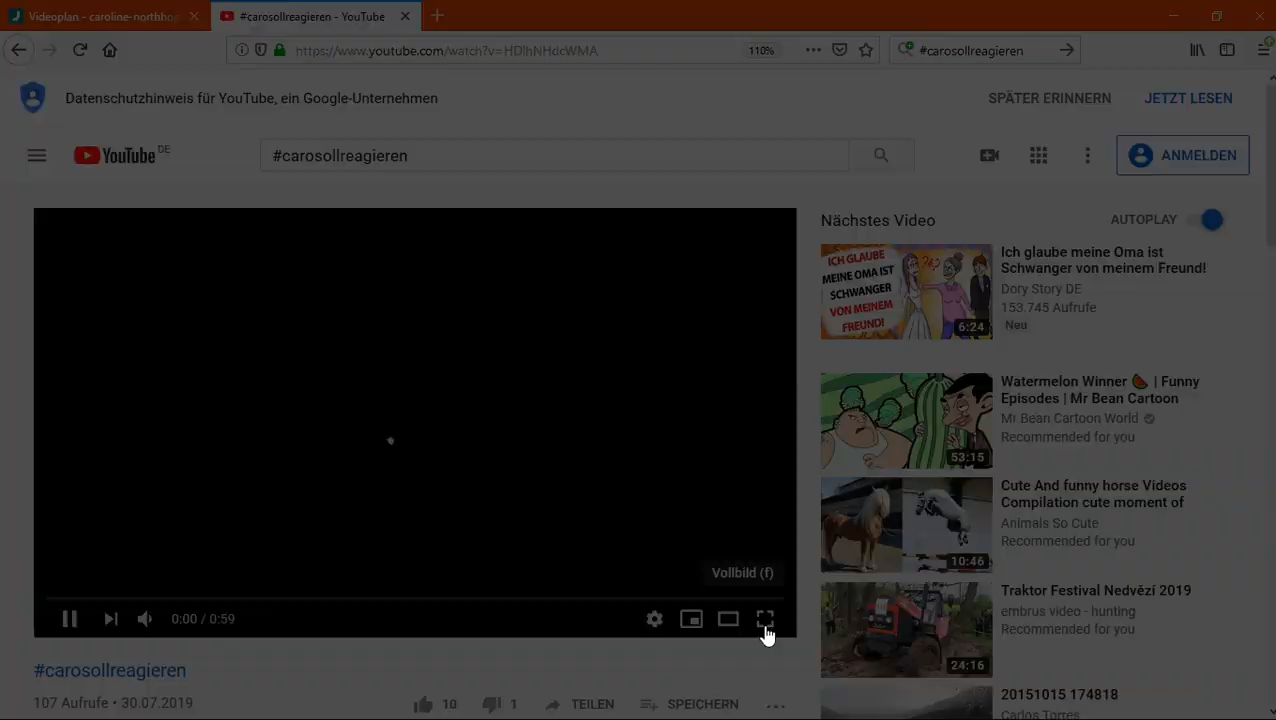 Videoplan - caroline-northhog
#carosollreagieren - YouTube
https://www.youtube.com/watch?v=HDlhNHdcWMA
110%
#carosollreagieren
Datenschutzhinweis für YouTube, ein Google-Unternehmen
SPÄTER ERINNERN
JETZT LESEN
YouTube DE
#carosollreagieren
ANMELDEN
Nächstes Video
AUTOPLAY
ICH GLAUBE
MEINE OMA IST
SCHWANGER
VON MEINEM
FREUND!
6:24
Ich glaube meine Oma ist
Schwanger von meinem Freund!
Dory Story DE
153.745 Aufrufe
Neu
53:15
Watermelon Winner 🍉 | Funny
Episodes | Mr Bean Cartoon
Mr Bean Cartoon World
Recommended for you
10:46
Cute And funny horse Videos
Compilation cute moment of
Animals So Cute
Recommended for you
24:16
Traktor Festival Nedvězí 2019
embrus video - hunting
Recommended for you
20151015 174818
Carlos Torres
Vollbild (f)
0:00 / 0:59
#carosollreagieren
107 Aufrufe • 30.07.2019
10
1
TEILEN
SPEICHERN